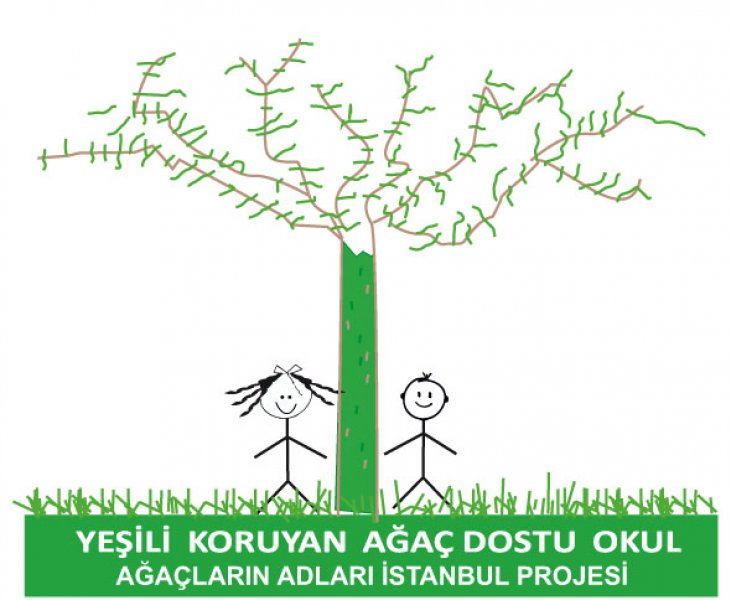 YEŞİLİ KORUYAN AĞAÇ DOSTU OKUL
AĞAÇLARIN ADLARI İSTANBUL PROJESİ